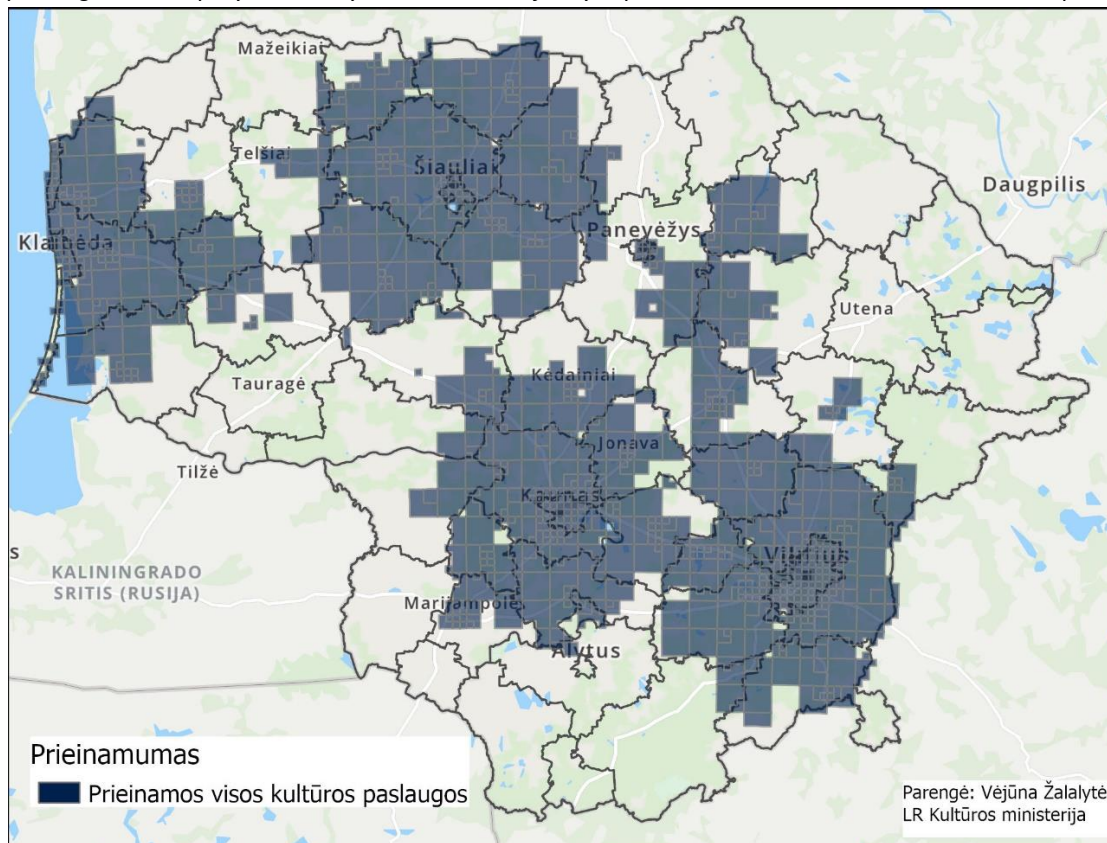 Mažeikiai
Telšiai
Šiauliai
Daugpilis
Klaipėda
Panevėžys
Utena
Tauragė
Kėdainiai
Jonava
Tilžė
Kaunas
Vilnius
s
KALININGRADO
SRITIS (RUSIJA)
Marijampolė
Alytus
Prieinamumas
Prieinamos visos kultūros paslaugos
Parengė: Vėjūna Žalalytė
LR Kultūros ministerija